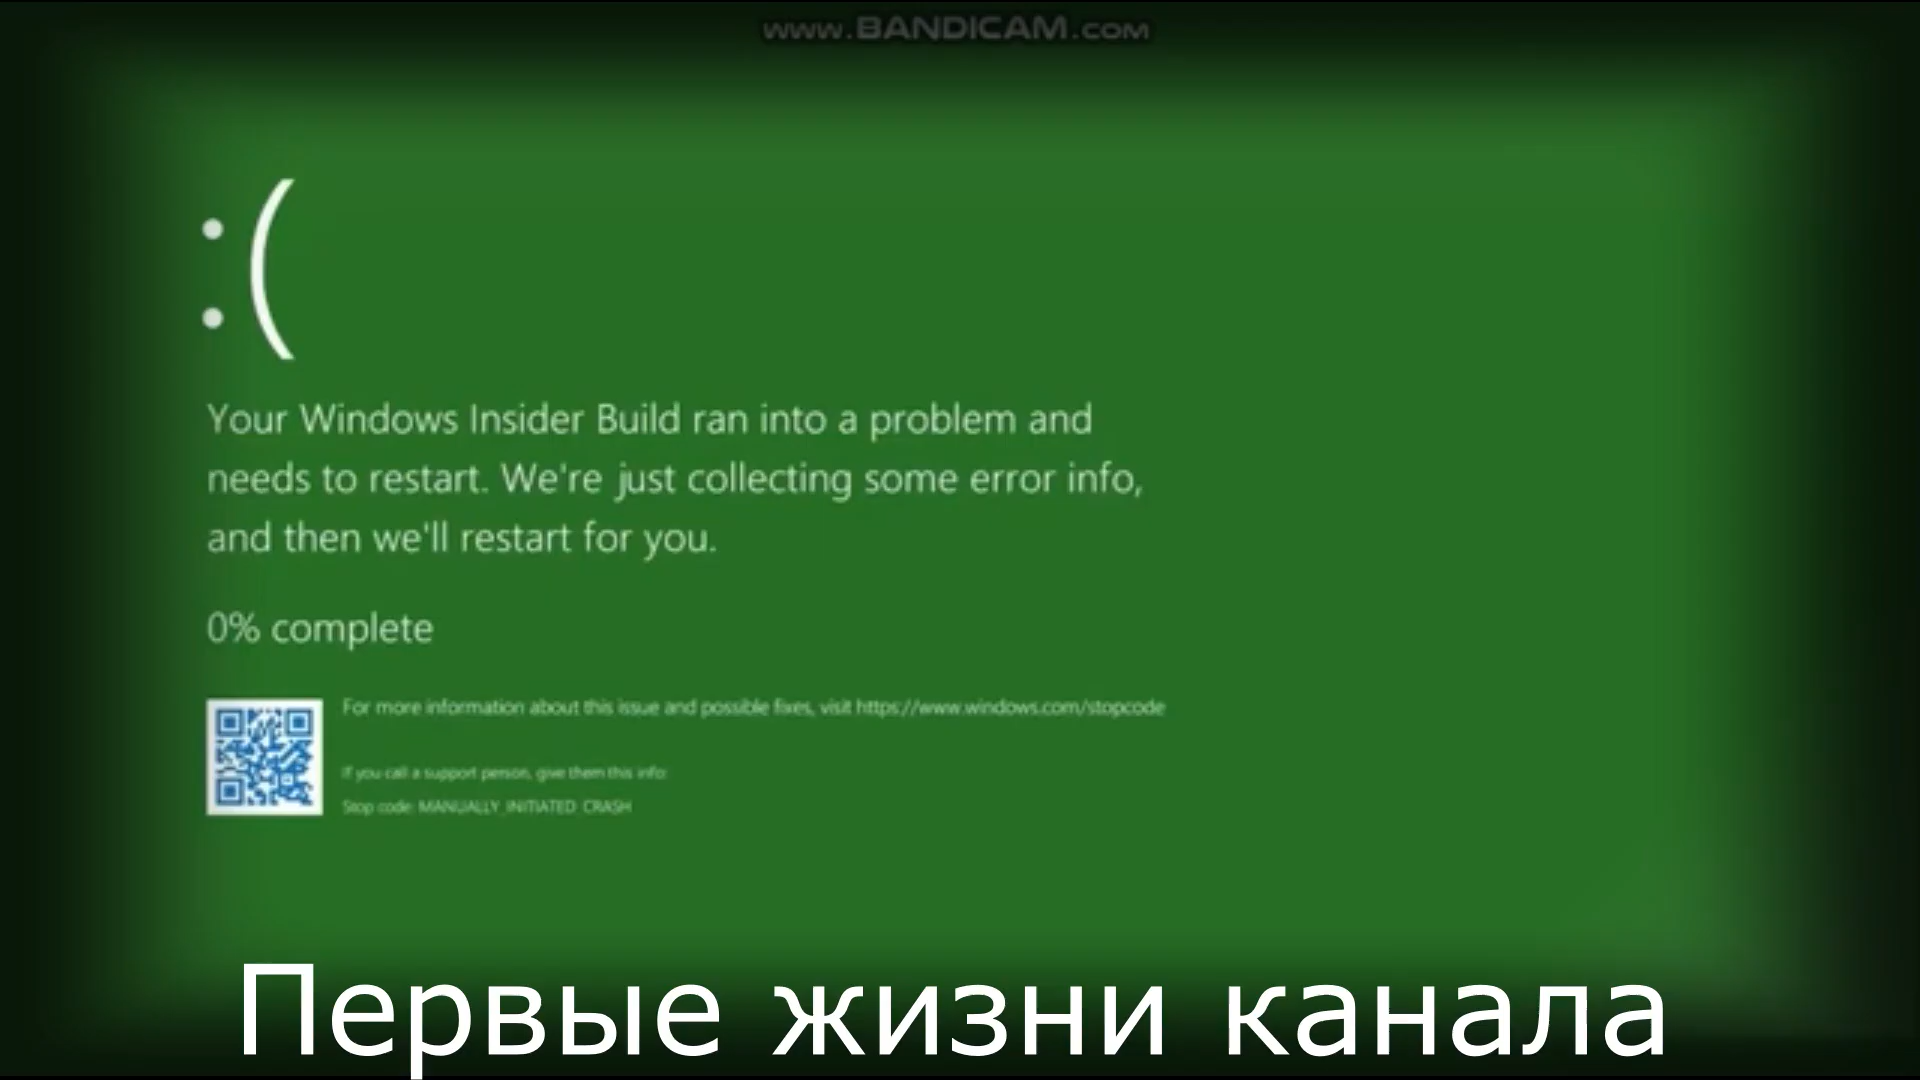 www.BANDICAM.com
:(
Your Windows Insider Build ran into a problem and
needs to restart. We're just collecting some error info,
and then we'll restart for you.
0% complete
For more information about this issue and possible fixes, visit https://www.windows.com/stopcode
If you call a support person, give them this info:
Stop code: MANUALLY_INITIATED_CRASH
Первые жизни канала